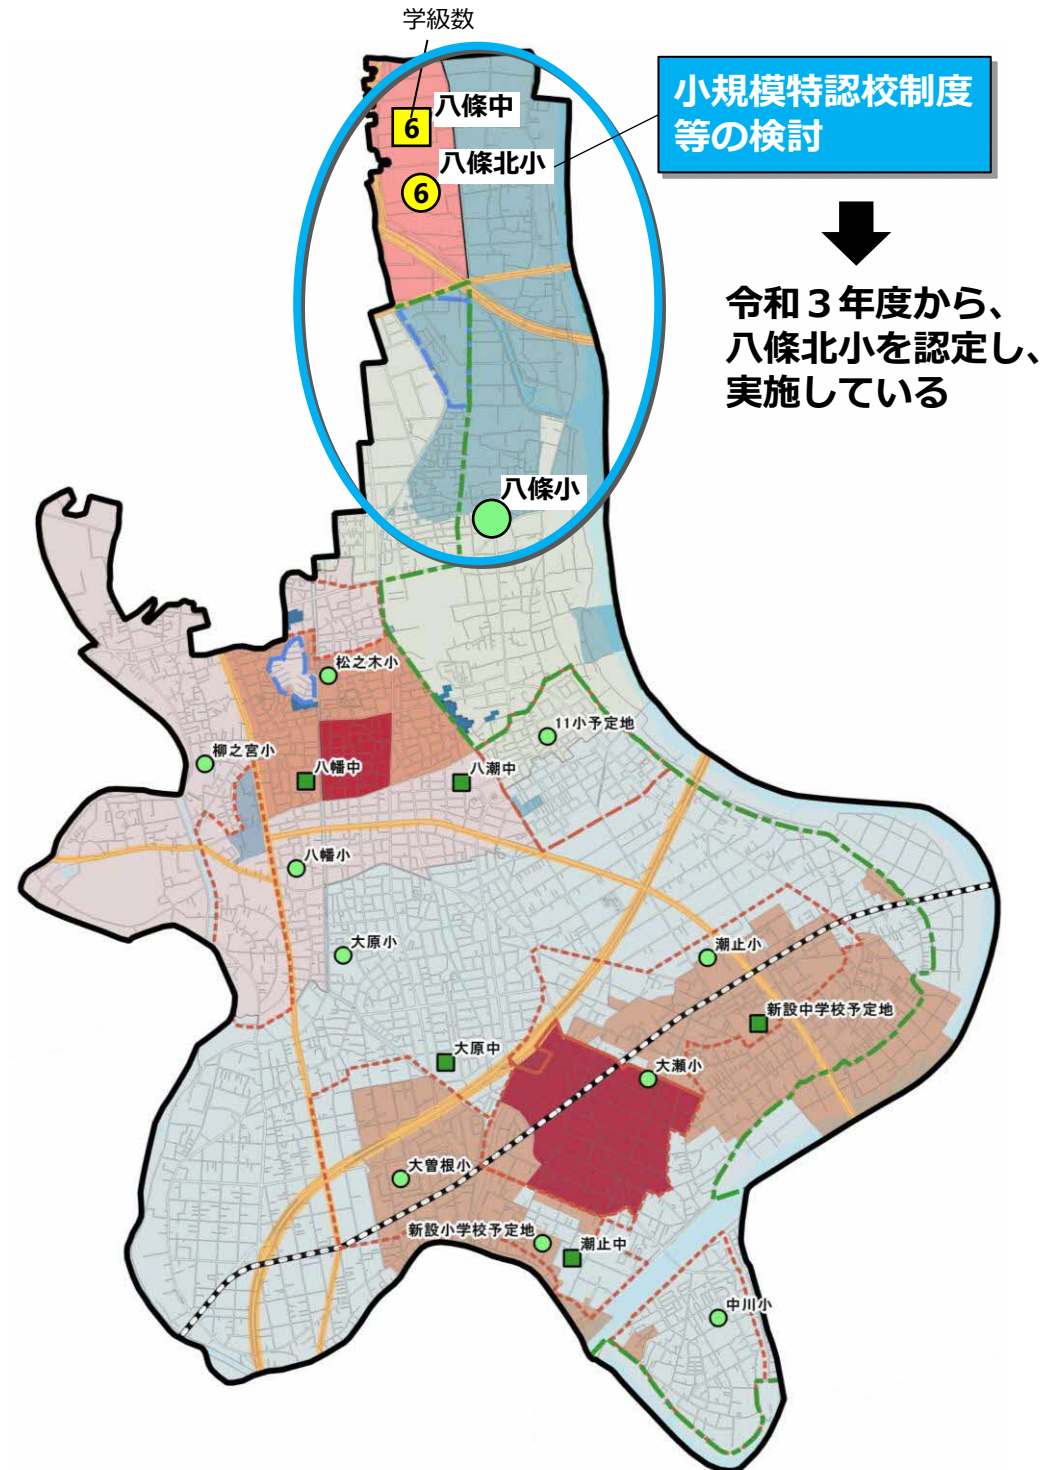 学級数
八條中
6
八條北小
6
小規模特認校制度
等の検討
令和３年度から、
八條北小を認定し、
実施している
八條小
松之木小
11小予定地
柳之宮小
八幡中
八潮中
八幡小
大原小
潮止小
新設中学校予定地
大原中
大瀬小
大曽根小
新設小学校予定地
潮止中
中川小